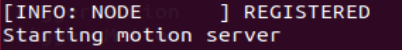 [INFO: NODE      ] REGISTERED
Starting motion server